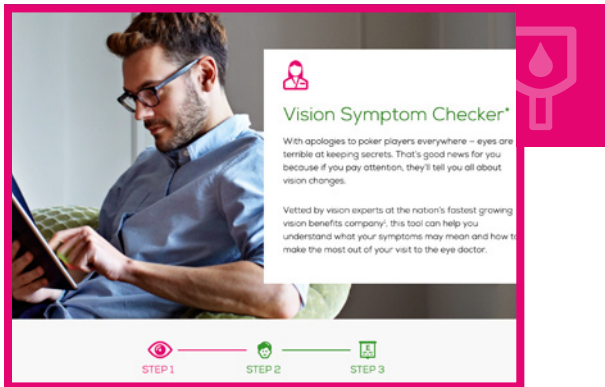 Vision Symptom Checker*
With apologies to poker players everywhere – eyes are
terrible at keeping secrets. That's good news for you
because if you pay attention, they'll tell you all about
vision changes.
Vetted by vision experts at the nation's fastest growing
vision benefits company¹, this tool can help you
understand what your symptoms may mean and how to
make the most out of your visit to the eye doctor.
STEP 1
STEP 2
STEP 3